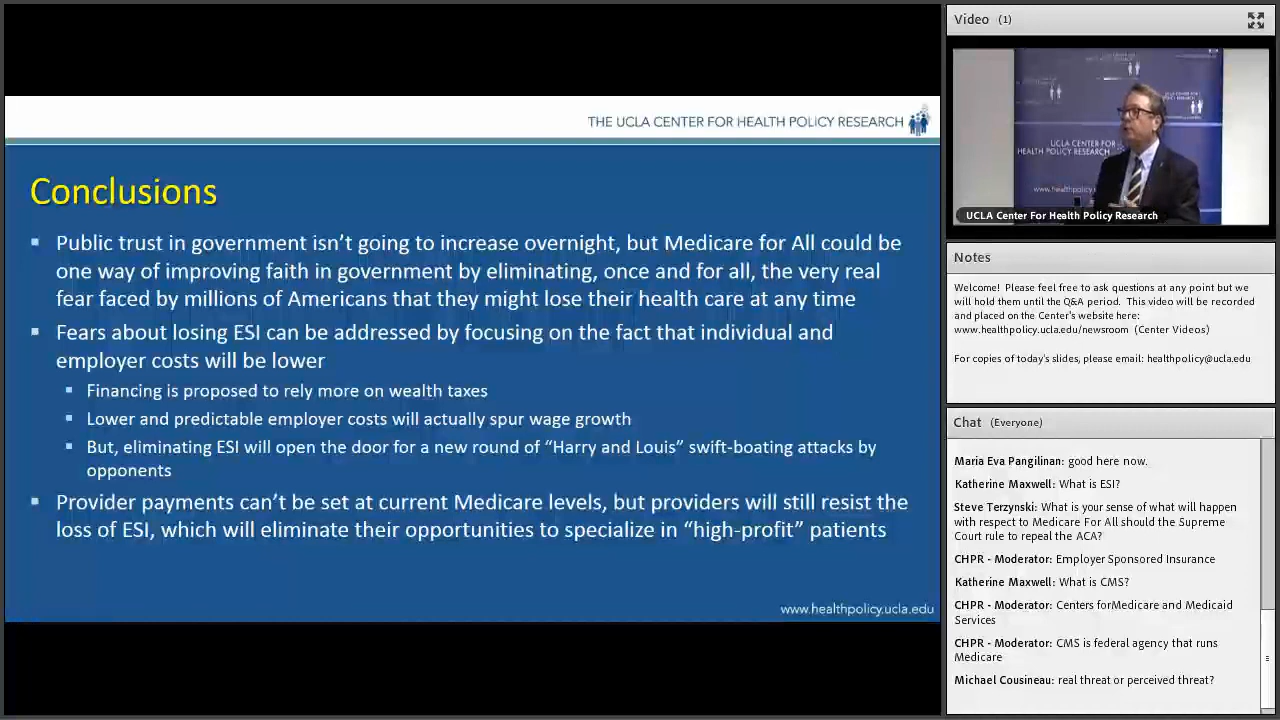 THE UCLA CENTER FOR HEALTH POLICY RESEARCH
Conclusions
▪ Public trust in government isn't going to increase overnight, but Medicare for All could be
one way of improving faith in government by eliminating, once and for all, the very real
fear faced by millions of Americans that they might lose their health care at any time
▪ Fears about losing ESI can be addressed by focusing on the fact that individual and
employer costs will be lower
▪ Financing is proposed to rely more on wealth taxes
▪ Lower and predictable employer costs will actually spur wage growth
▪ But, eliminating ESI will open the door for a new round of "Harry and Louis" swift-boating attacks by
opponents
▪ Provider payments can't be set at current Medicare levels, but providers will still resist the
loss of ESI, which will eliminate their opportunities to specialize in "high-profit" patients
www.healthpolicy.ucla.edu
Video (1)
UCLA CENTER FOR
HEALTH POLICY RESEARCH
UCLA Center For Health Policy Research
Notes
Welcome! Please feel free to ask questions at any point but we
will hold them until the Q&A period. This video will be recorded
and placed on the Center's website here:
www.healthpolicy.ucla.edu/newsroom (Center Videos)
For copies of today's slides, please email: healthpolicy@ucla.edu
Chat (Everyone)
Maria Eva Pangilinan: good here now.
Katherine Maxwell: What is ESI?
Steve Terzynski: What is your sense of what will happen
with respect to Medicare For All should the Supreme
Court rule to repeal the ACA?
CHPR - Moderator: Employer Sponsored Insurance
Katherine Maxwell: What is CMS?
CHPR - Moderator: Centers forMedicare and Medicaid
Services
CHPR - Moderator: CMS is federal agency that runs
Medicare
Michael Cousineau: real threat or perceived threat?